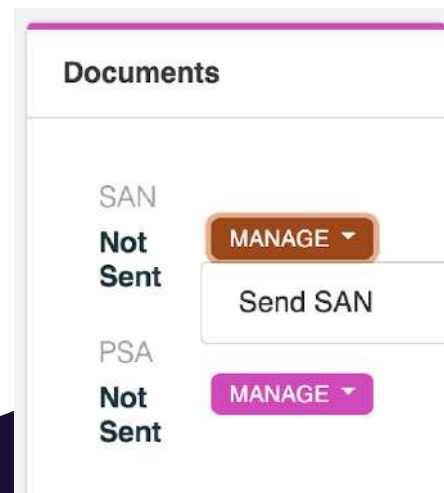 Documents
SAN
Not
Sent
MANAGE
Send SAN
PSA
Not
Sent
MANAGE